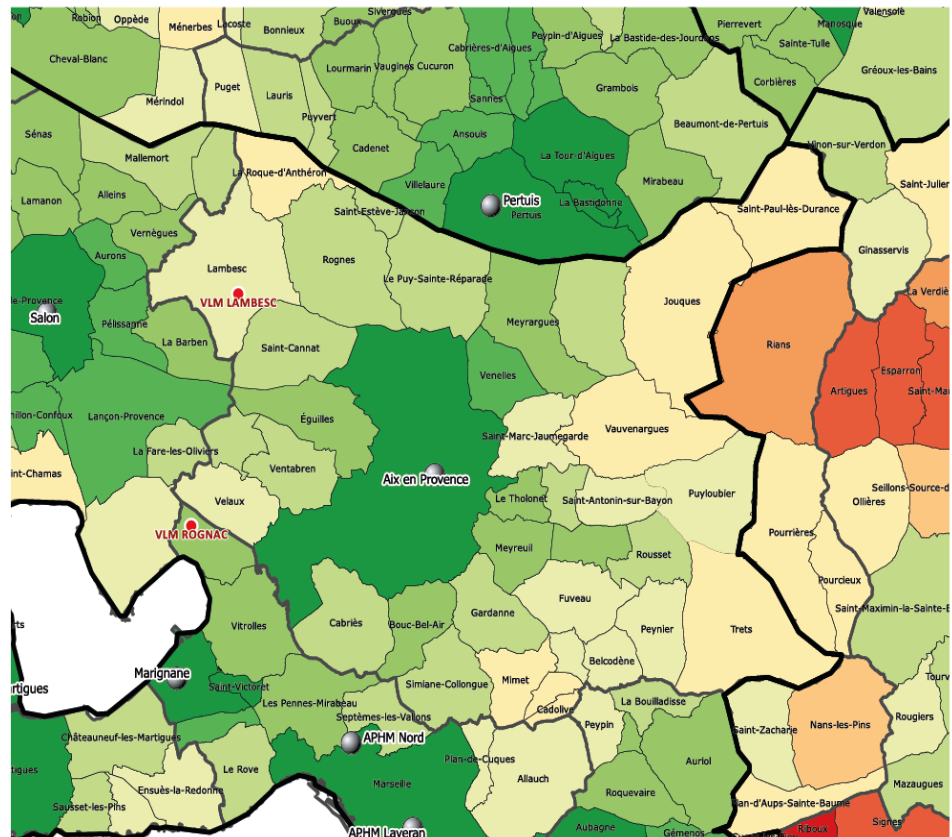 Robion
Oppède
Ménerbes
Lacoste
Bonnieux
Buoux
Sivergues
Cabrières-d'Aigues
Peypin-d'Aigues
La Bastide-des-Jourdans
Pierrevert
Manosque
Valensole
Sainte-Tulle
Cheval-Blanc
Lourmarin
Vaugines
Cucuron
Corbières
Gréoux-les-Bains
Mérindol
Puget
Lauris
Puyvert
Sannes
Grambois
Beaumont-de-Pertuis
Sénas
Mallemort
Cadenet
Ansouis
La Tour-d'Aigues
Vinon-sur-Verdon
La Roque-d'Anthéron
Villelaure
Mirabeau
Saint-Julien
Lamanon
Alleins
Saint-Estève-Janson
Pertuis
Pertuis
La Bastidonne
Saint-Paul-lès-Durance
Vernègues
Ginasservis
Aurons
Lambesc
Rognes
Le Puy-Sainte-Réparade
VLM LAMBESC
Jouques
La Verdiè
de-Provence
Salon
Pélissanne
La Barben
Saint-Cannat
Meyrargues
Rians
Artigues
Esparron
Saint-Mar
Venelles
Lançon-Provence
Éguilles
Saint-Marc-Jaumegarde
Vauvenargues
La Fare-les-Oliviers
Ventabren
int-Chamas
Aix en Provence
Seillons-Source-d
Ollières
Velaux
Le Tholonet
Saint-Antonin-sur-Bayon
Puyloubier
VLM ROGNAC
Meyreuil
Rousset
Pourrières
Pourcieux
Saint-Maximin-la-Sainte-B
Vitrolles
Cabriès
Bouc-Bel-Air
Gardanne
Fuveau
Peynier
Trets
rts
Belcodène
Marignane
artigues
Saint-Victoret
Simiane-Collongue
Mimet
Tourv
Les Pennes-Mirabeau
Septèmes-les-Vallons
Cadolive
La Bouilladisse
Peypin
Saint-Zacharie
Nans-les-Pins
Rougiers
Châteauneuf-les-Martigues
APHM Nord
Le Rove
Plan-de-Cuques
Auriol
tigues
Marseille
Allauch
Mazaugues
Ensuès-la-Redonne
Roquevaire
Sausset-les-Pins
Plan-d'Aups-Sainte-Baume
APHM Laveran
Aubagne
Gémenos
Riboux
Signes